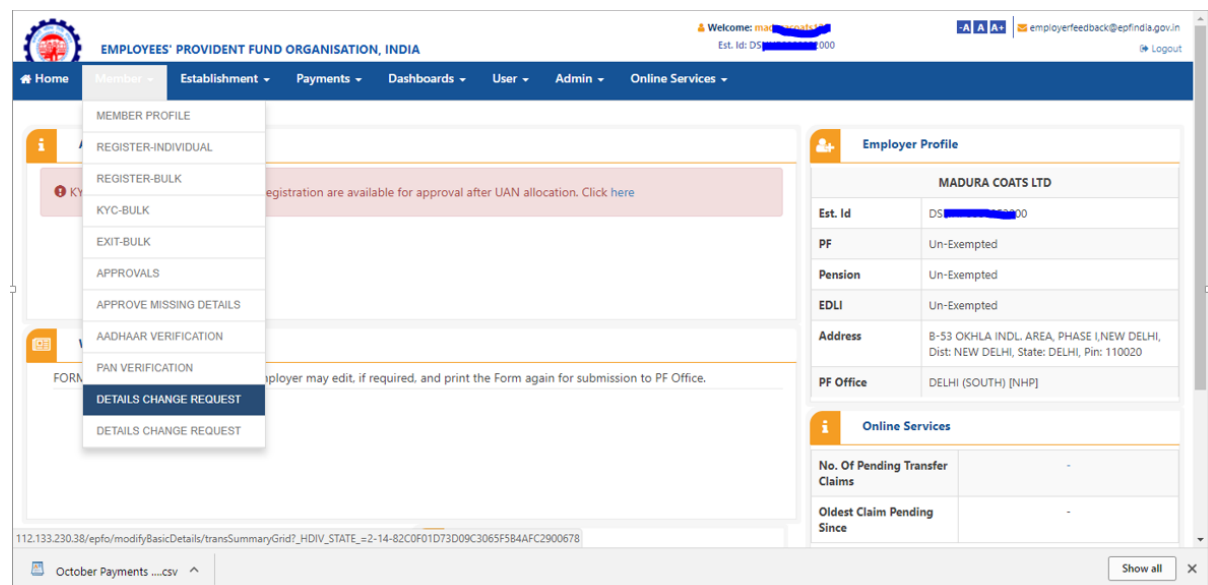 Welcome:
-A A A+ employerfeedback@epfindia.gov.in
EMPLOYEES' PROVIDENT FUND ORGANISATION, INDIA
Est. Id: DS 000
Logout
Home Member Establishment Payments Dashboards User Admin Online Services
MEMBER PROFILE
REGISTER-INDIVIDUAL
REGISTER-BULK
KYC-BULK
EXIT-BULK
APPROVALS
APPROVE MISSING DETAILS
AADHAAR VERIFICATION
PAN VERIFICATION
DETAILS CHANGE REQUEST
DETAILS CHANGE REQUEST
KY egistration are available for approval after UAN allocation. Click here
FORM ployer may edit, if required, and print the Form again for submission to PF Office.
Employer Profile
MADURA COATS LTD
Est. Id DS 00
PF Un-Exempted
Pension Un-Exempted
EDLI Un-Exempted
Address B-53 OKHLA INDL. AREA, PHASE I,NEW DELHI,
Dist: NEW DELHI, State: DELHI, Pin: 110020
PF Office DELHI (SOUTH) [NHP]
Online Services
No. Of Pending Transfer -
Claims
Oldest Claim Pending -
Since
112.133.230.38/epfo/modifyBasicDetails/transSummaryGrid?_HDIV_STATE_=2-14-82C0F01D73D09C3065F5B4AFC2900678
October Payments ....csv
Show all